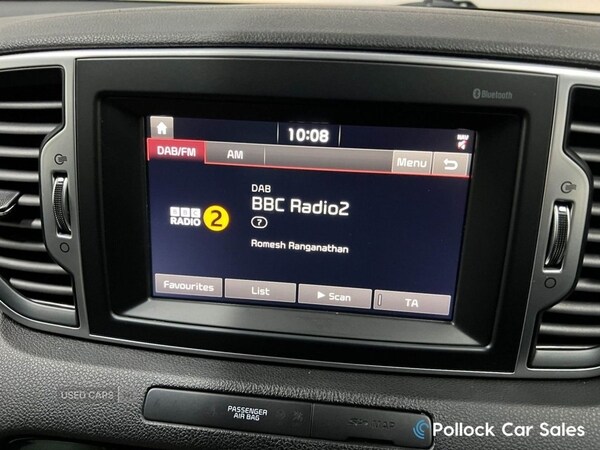 Bluetooth
10:08
DAB/FM
AM
Menu
DAB
BBC Radio2
BBC
RADIO 2
?
Romesh Ranganathan
Favourites
List
Scan
TA
USED CARS
PASSENGER
AIR BAG
Pollock Car Sales